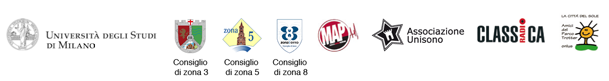 UNIVERSITÀ DEGLI STUDI
DI MILANO
Consiglio
di zona 3
zona
5
Consiglio
di zona 5
8
Consiglio
di zona 8
MAP
Associazione
Unisono
CLASSICA
RADIO
LA CITTÀ DEL SOLE
Amici
del
Parco
Trotter
onlus